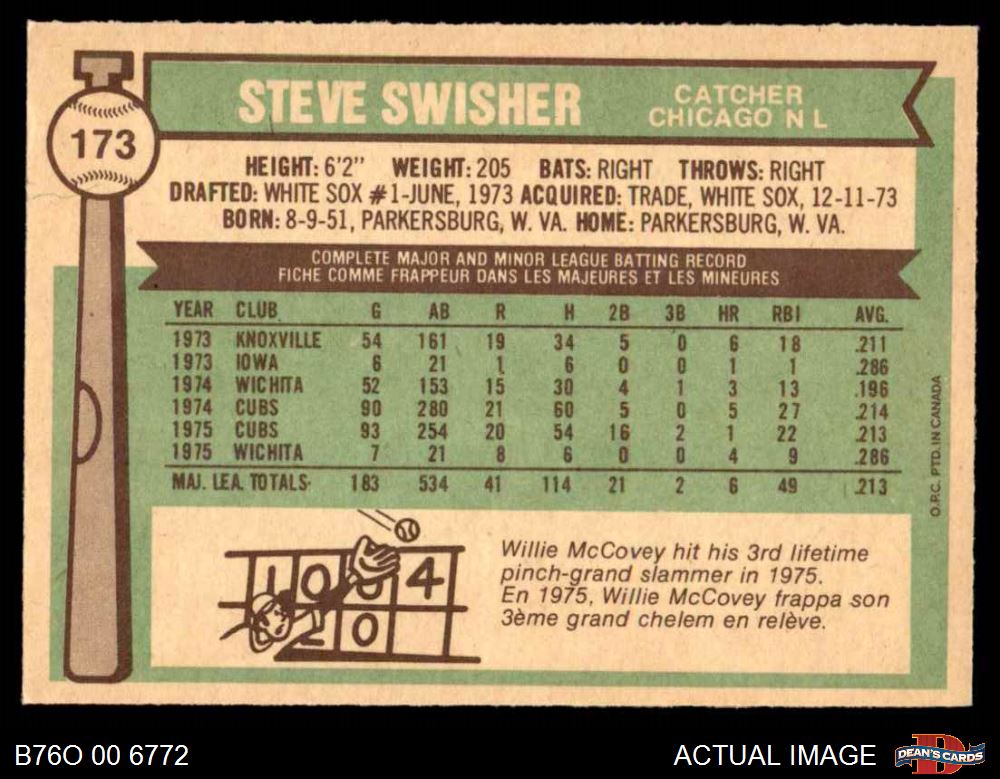 173
STEVE SWISHER
CATCHER
CHICAGO N L
HEIGHT: 6'2" WEIGHT: 205 BATS: RIGHT THROWS: RIGHT
DRAFTED: WHITE SOX #1-JUNE, 1973 ACQUIRED: TRADE, WHITE SOX, 12-11-73
BORN: 8-9-51, PARKERSBURG, W. VA. HOME: PARKERSBURG, W. VA.
COMPLETE MAJOR AND MINOR LEAGUE BATTING RECORD
FICHE COMME FRAPPEUR DANS LES MAJEURES ET LES MINEURES
YEAR CLUB G AB R H 2B 3B HR RBI AVG.
1973 KNOXVILLE 54 161 19 34 5 0 6 18 .211
1973 IOWA 6 21 1 6 0 0 1 1 .286
1974 WICHITA 52 153 15 30 4 1 3 13 .196
1974 CUBS 90 280 21 60 5 0 5 27 .214
1975 CUBS 93 254 20 54 16 2 1 22 .213
1975 WICHITA 7 21 8 6 0 0 4 9 .286
MAJ. LEA. TOTALS 183 534 41 114 21 2 6 49 .213
O.P.C. PTD. IN CANADA
1 0 0 4
2 0
Willie McCovey hit his 3rd lifetime
pinch-grand slammer in 1975.
En 1975, Willie McCovey frappa son
3ème grand chelem en relève.
B76O 00 6772
ACTUAL IMAGE
DEAN'S CARDS